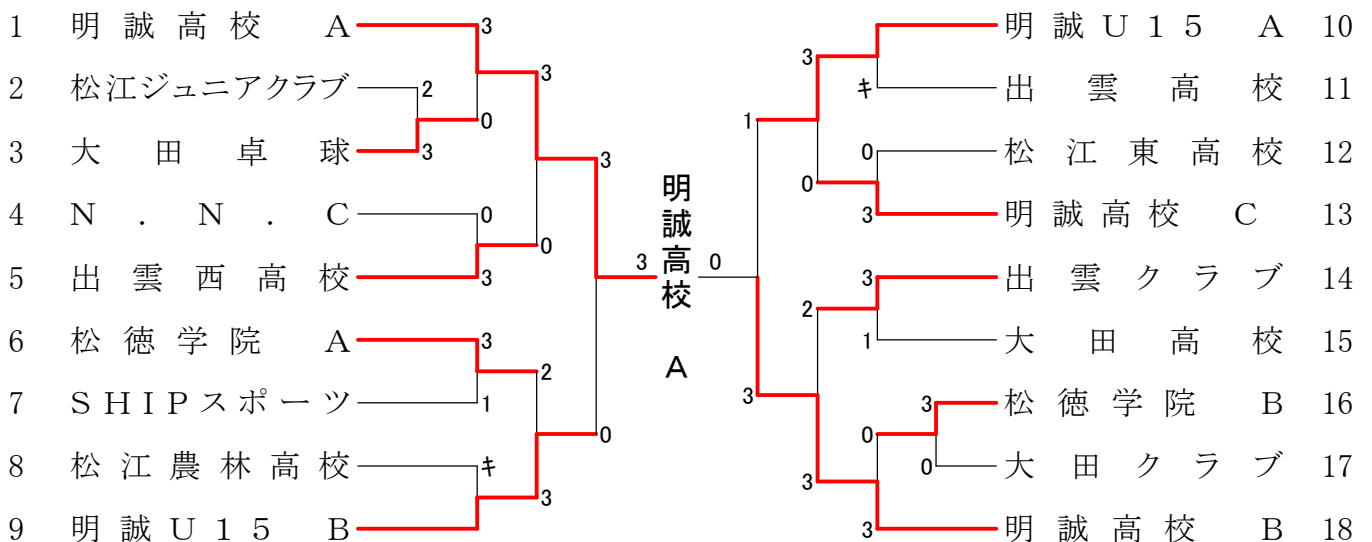 1 明誠高校 A 3
2 松江ジュニアクラブ 2
3
0
3 大田卓球 3
3
4 N.N.C 0
0
5 出雲西高校 3
6 松徳学院 A 3
2
7 SHIPスポーツ 1
0
8 松江農林高校 キ
3
9 明誠U15 B
3 明誠高校 A 0
明誠U15 A 10
3
キ 出雲高校 11
1
0 松江東高校 12
0
3 明誠高校 C 13
3 出雲クラブ 14
2
1 大田高校 15
3
3 松徳学院 B 16
0
0 大田クラブ 17
3
3 明誠高校 B 18